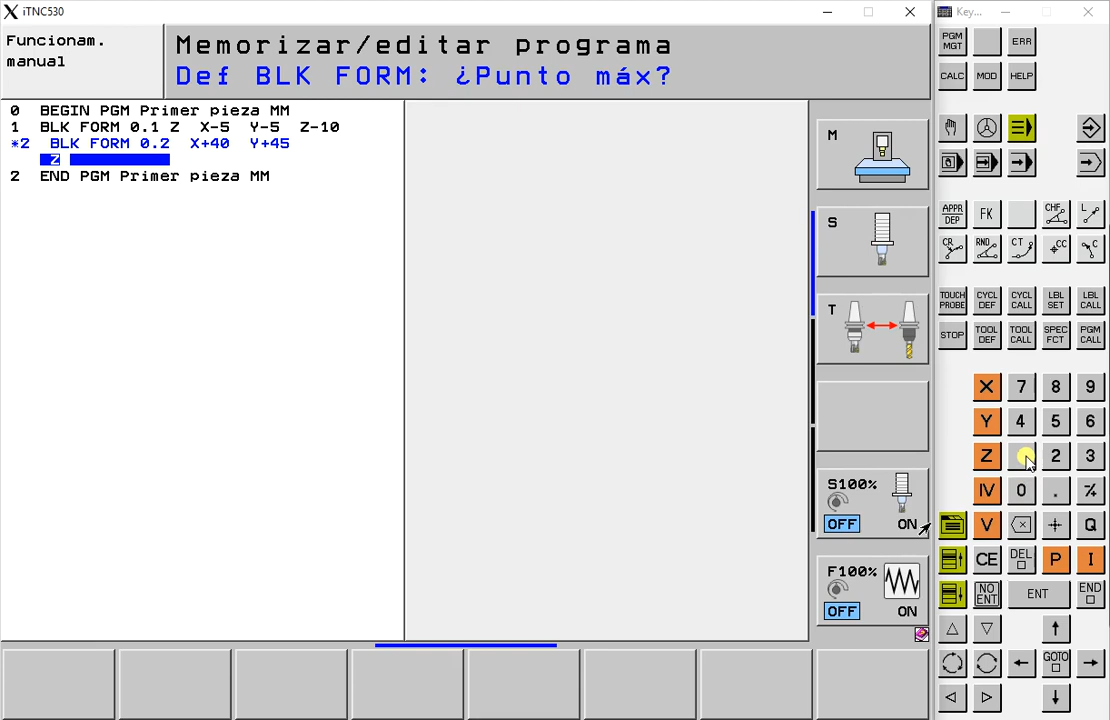 iTNC530
Key...
Funcionam.
manual
Memorizar/editar programa
Def BLK FORM: ¿Punto máx?
PGM MGT
ERR
CALC MOD HELP
0 BEGIN PGM Primer pieza MM
1 BLK FORM 0.1 Z X-5 Y-5 Z-10
*2 BLK FORM 0.2 X+40 Y+45
Z
2 END PGM Primer pieza MM
M
S
T
S100%
OFF ON
F100%
OFF ON
APPR DEP FK CHF L
CR RND CT CC C
TOUCH PROBE CYCL DEF CYCL CALL LBL SET LBL CALL
STOP TOOL DEF TOOL CALL SPEC FCT PGM CALL
X 7 8 9
Y 4 5 6
Z 2 3
IV 0 . -/+
V Q
CE DEL P I
NO ENT ENT END
GOTO